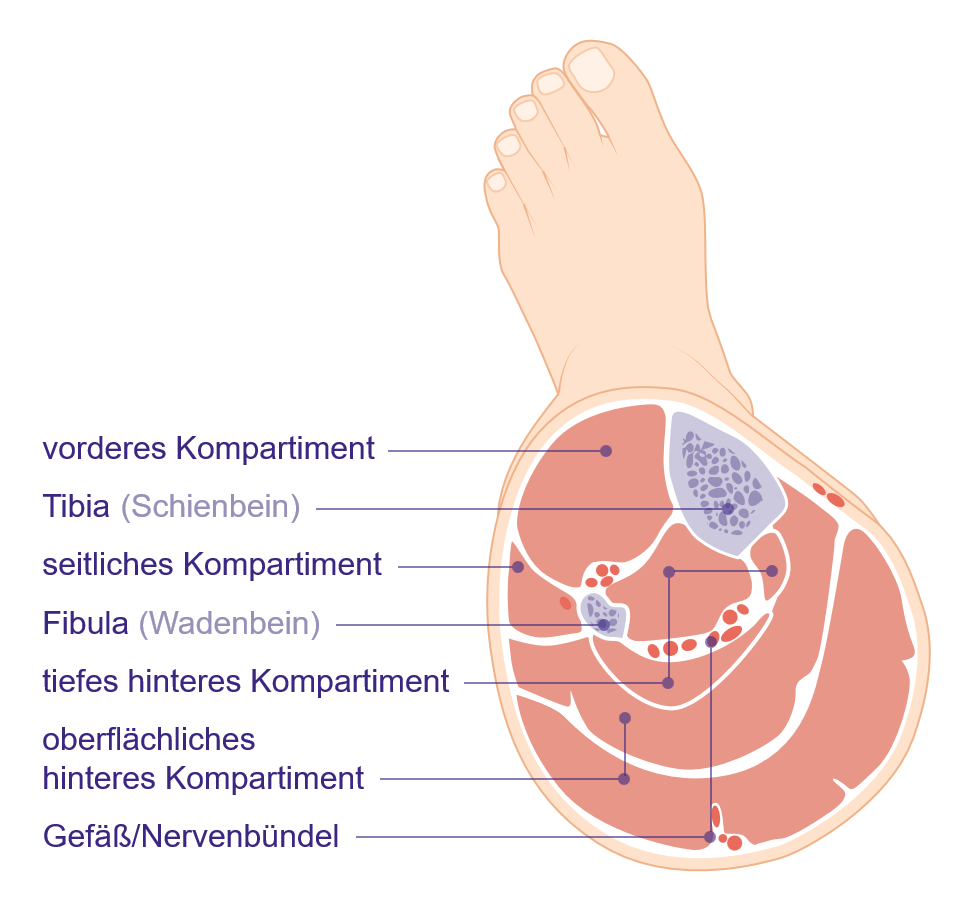 vorderes Kompartiment
Tibia (Schienbein)
seitliches Kompartiment
Fibula (Wadenbein)
tiefes hinteres Kompartiment
oberflächliches
hinteres Kompartiment
Gefäß/Nervenbündel